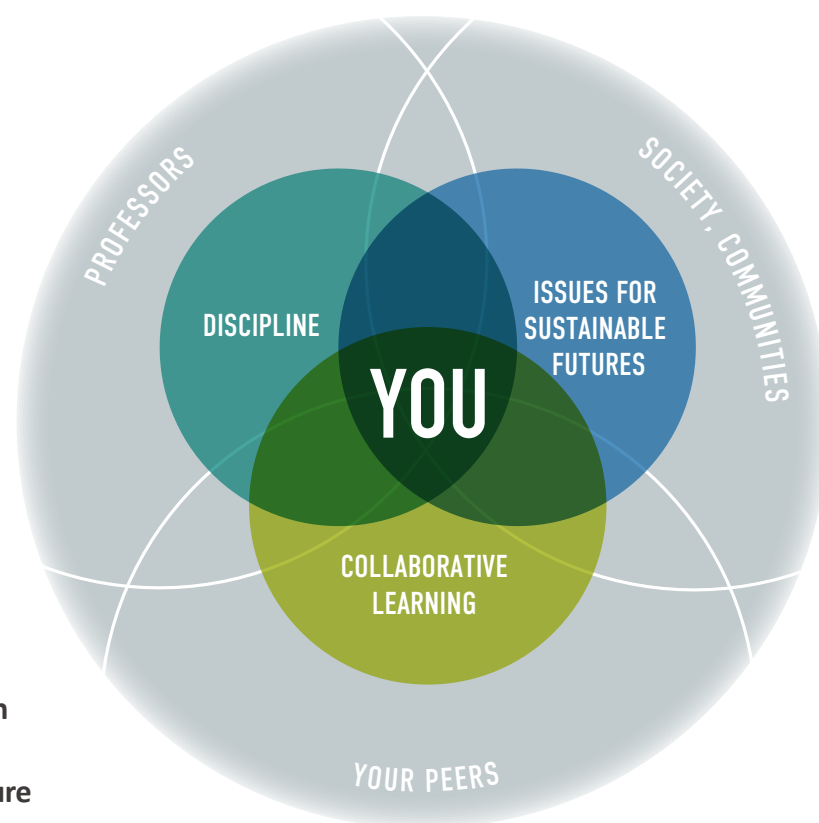 PROFESSORS
SOCIETY, COMMUNITIES
DISCIPLINE
ISSUES FOR
SUSTAINABLE
FUTURES
YOU
COLLABORATIVE
LEARNING
YOUR PEERS